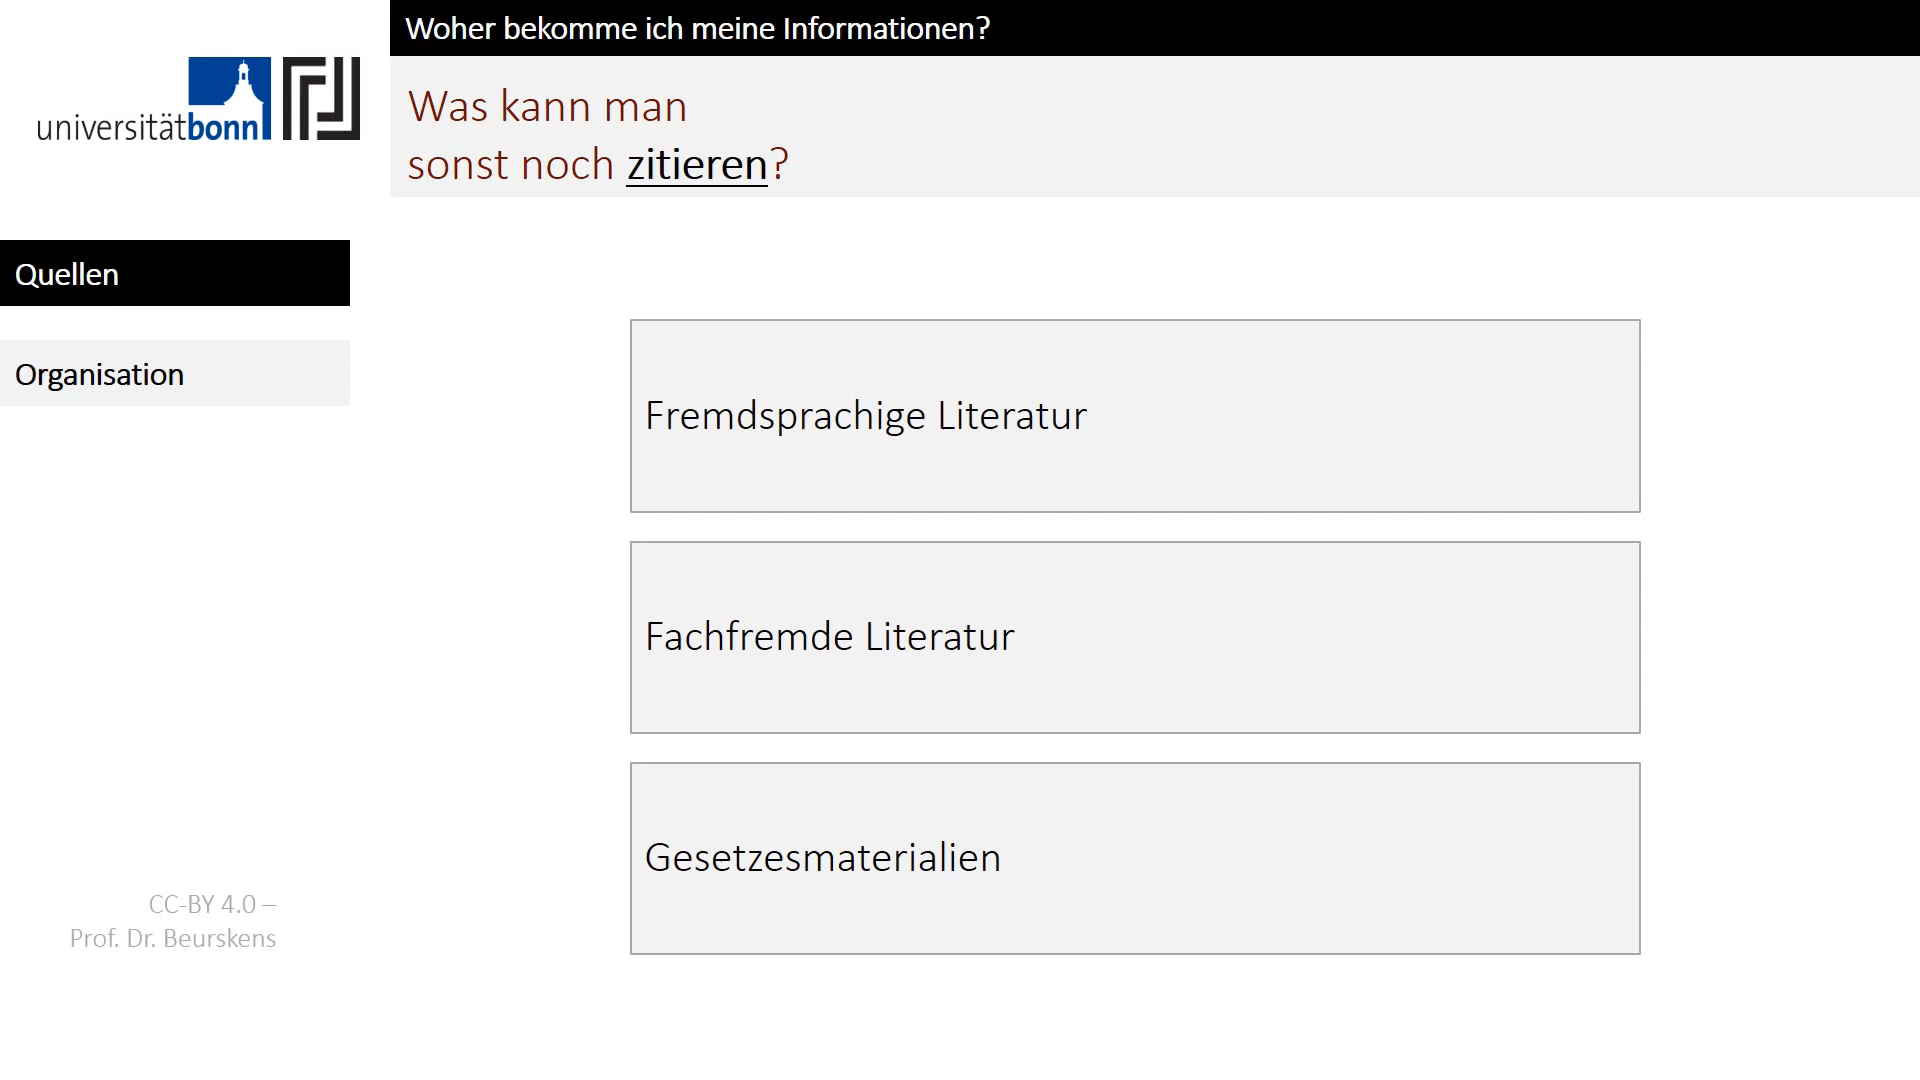 Woher bekomme ich meine Informationen?
universitätbonn
Was kann man
sonst noch zitieren?
Quellen
Organisation
Fremdsprachige Literatur
Fachfremde Literatur
Gesetzesmaterialien
CC-BY 4.0 –
Prof. Dr. Beurskens